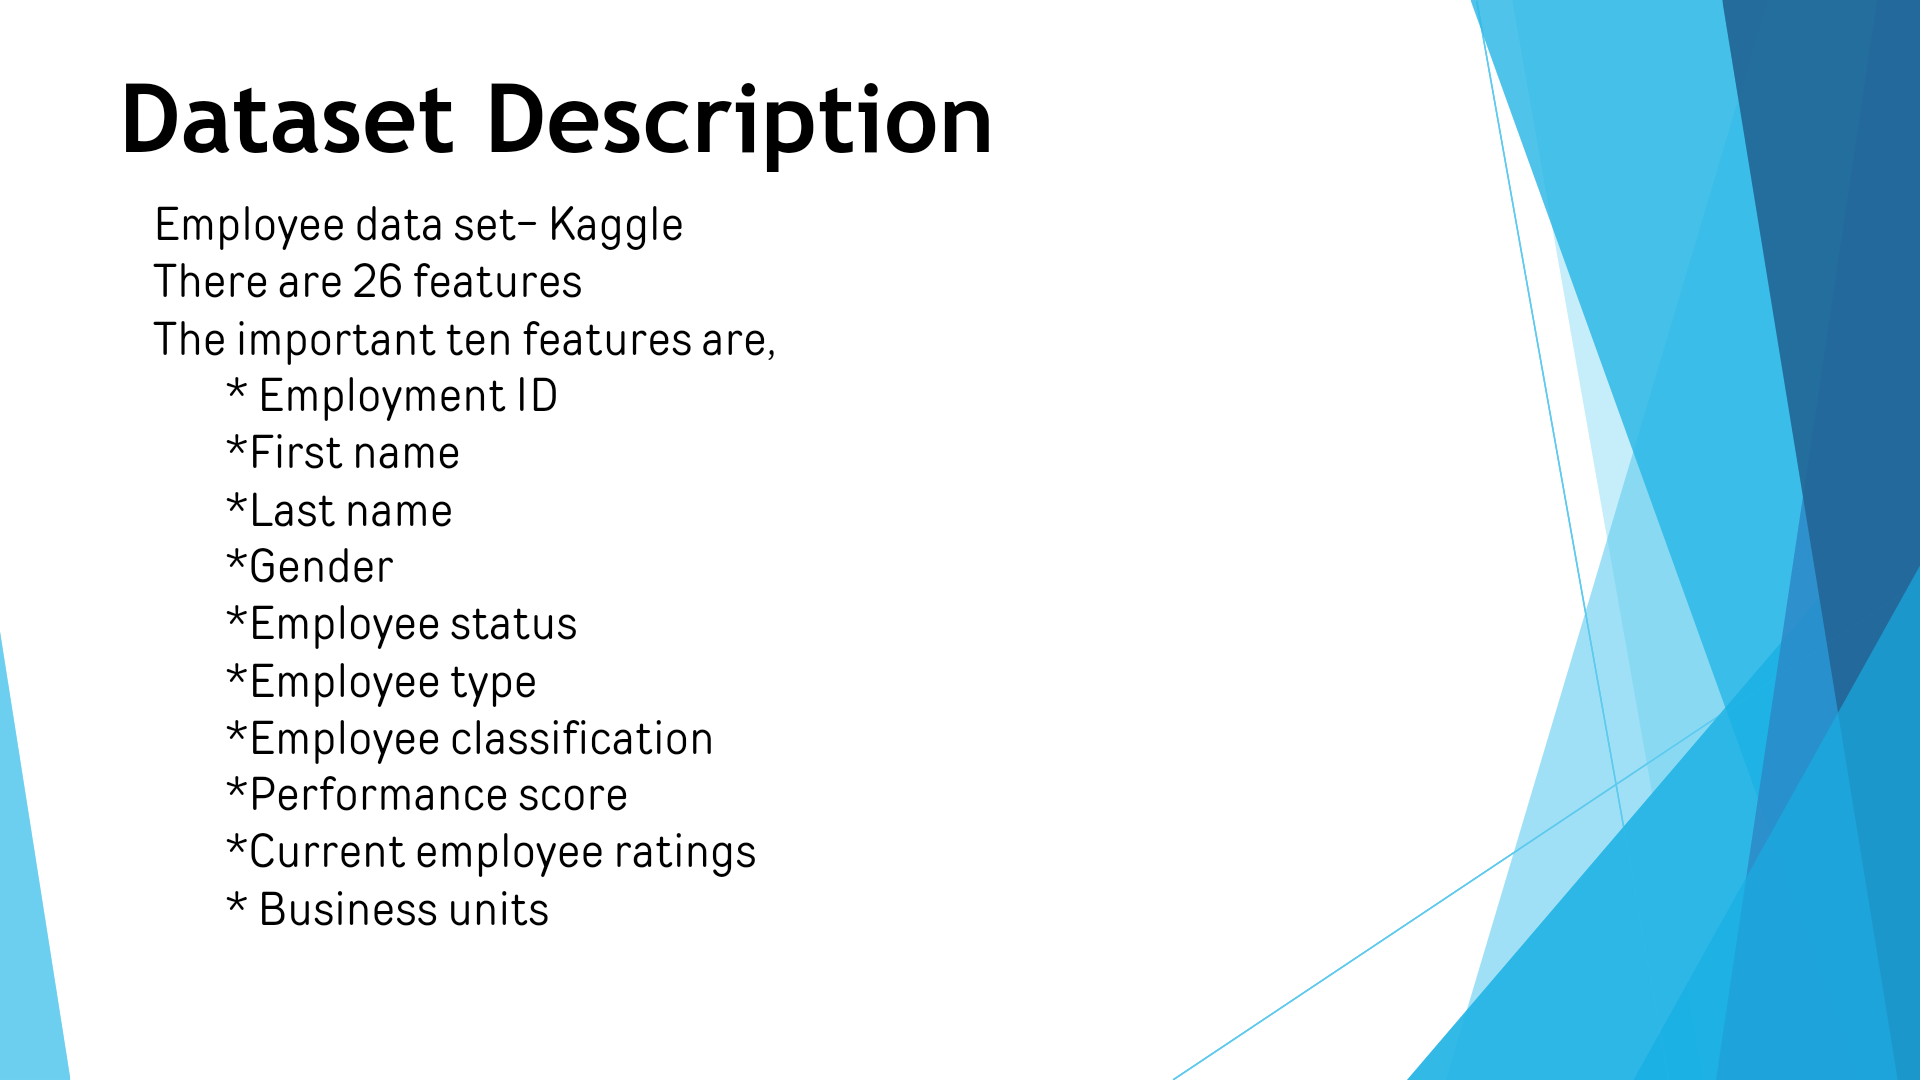 Dataset Description
Employee data set- Kaggle
There are 26 features
The important ten features are,
* Employment ID
*First name
*Last name
*Gender
*Employee status
*Employee type
*Employee classification
*Performance score
*Current employee ratings
* Business units